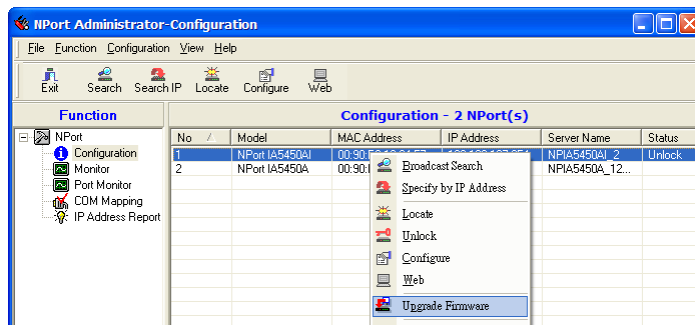 NPort Administrator-Configuration
File Function Configuration View Help
Exit Search Search IP Locate Configure Web
Function
Configuration - 2 NPort(s)
NPort
Configuration
Monitor
Port Monitor
COM Mapping
IP Address Report
No / Model MAC Address IP Address Server Name Status
1 NPort IA5450AI NPIA5450AI_2 Unlock
2 NPort IA5450A 00:90: NPIA5450A_12...
Broadcast Search
Specify by IP Address
Locate
Unlock
Configure
Web
Upgrade Firmware